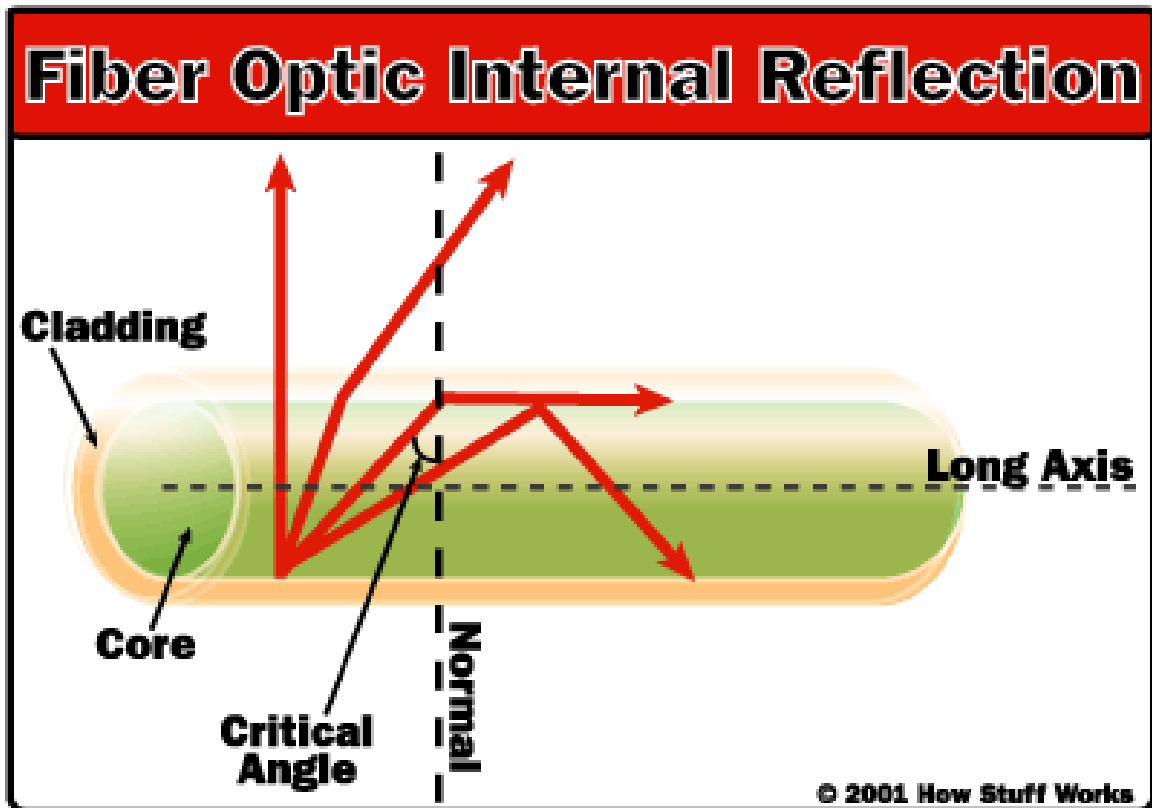 Fiber Optic Internal Reflection
Cladding
Long Axis
Core
Normal
Critical
Angle
© 2001 How Stuff Works